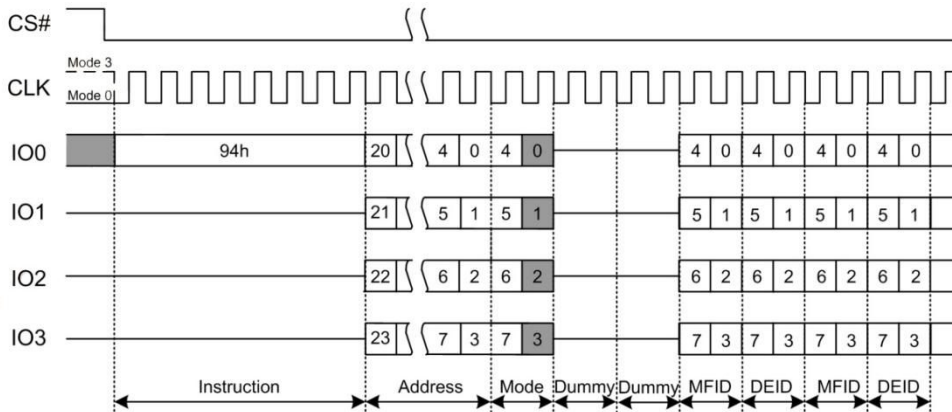 CS#
Mode 3
CLK
Mode 0
IO0 94h 20 4 0 4 0 4 0 4 0 4 0 4 0
IO1 21 5 1 5 1 5 1 5 1 5 1 5 1
IO2 22 6 2 6 2 6 2 6 2 6 2 6 2
IO3 23 7 3 7 3 7 3 7 3 7 3 7 3
Instruction Address Mode Dummy Dummy MFID DEID MFID DEID